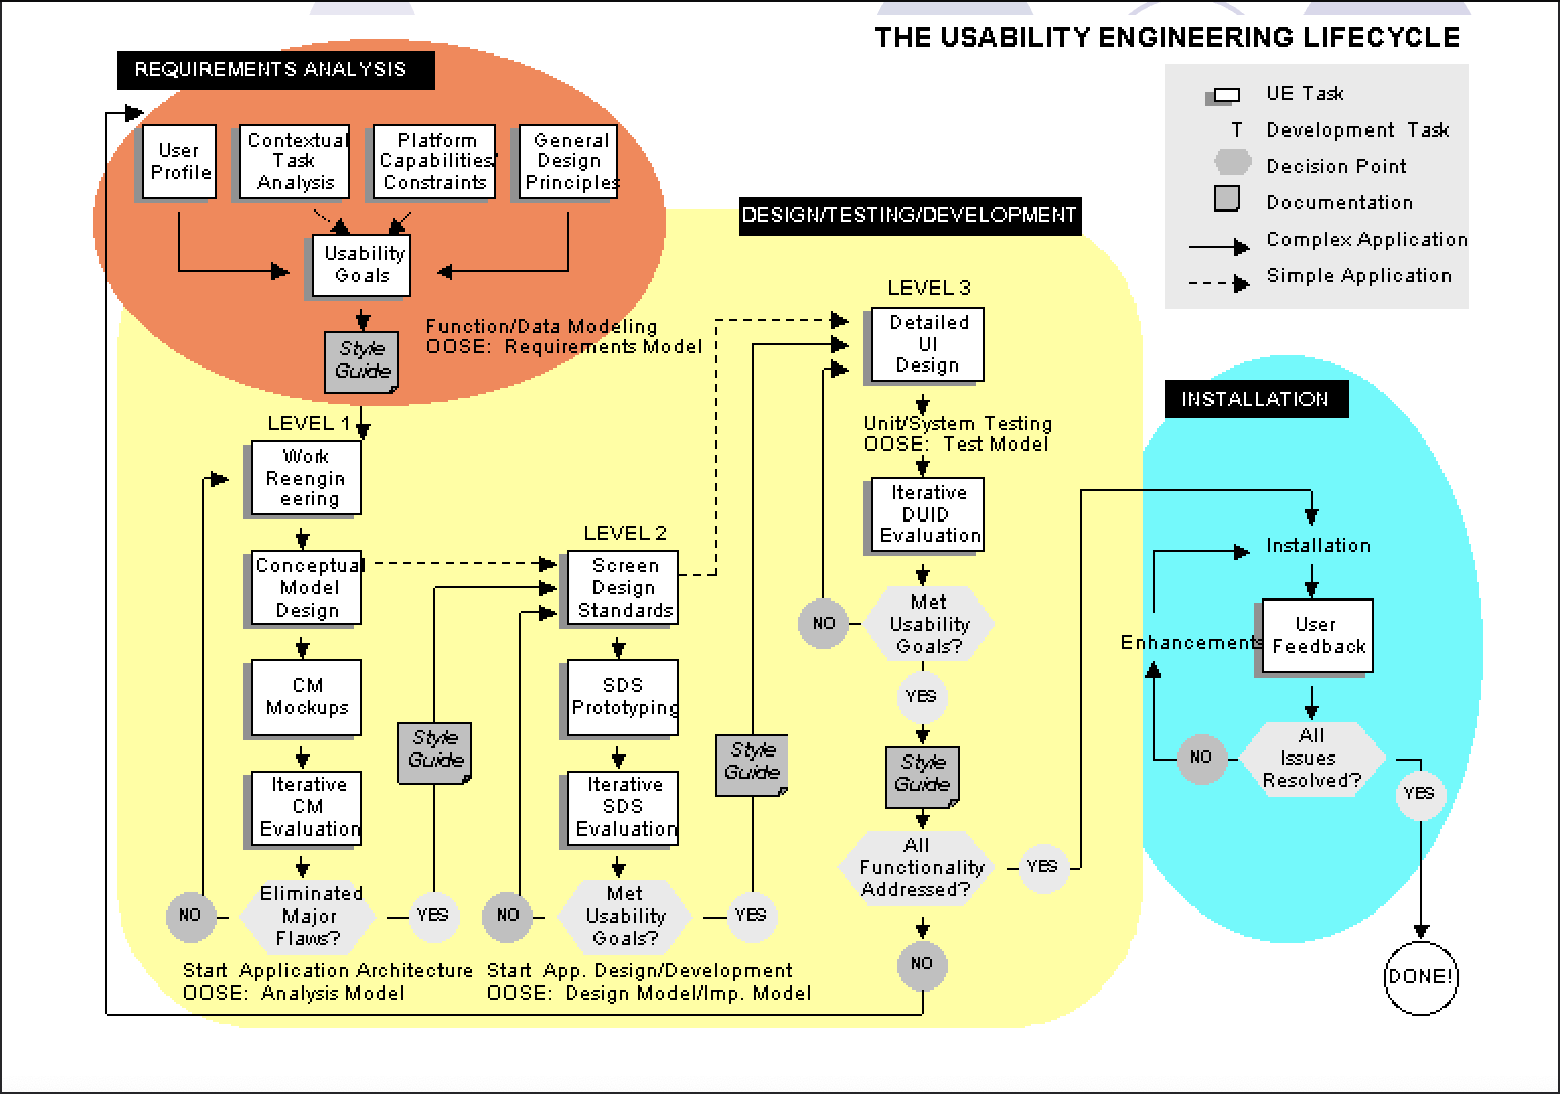 THE USABILITY ENGINEERING LIFECYCLE
REQUIREMENTS ANALYSIS
User
Profile
Contextual
Task
Analysis
Platform
Capabilities/
Constraints
General
Design
Principles
Usability
Goals
Style
Guide
Function/Data Modeling
OOSE: Requirements Model
UE Task
T Development Task
Decision Point
Documentation
Complex Application
Simple Application
DESIGN/TESTING/DEVELOPMENT
LEVEL 1
Work
Reengin
eering
Conceptual
Model
Design
CM
Mockups
Iterative
CM
Evaluation
Eliminated
Major
Flaws?
NO
YES
Style
Guide
Start Application Architecture
OOSE: Analysis Model
LEVEL 2
Screen
Design
Standards
SDS
Prototyping
Iterative
SDS
Evaluation
Met
Usability
Goals?
NO
YES
Style
Guide
Start App. Design/Development
OOSE: Design Model/Imp. Model
LEVEL 3
Detailed
UI
Design
Unit/System Testing
OOSE: Test Model
Iterative
DUID
Evaluation
Met
Usability
Goals?
NO
YES
Style
Guide
All
Functionality
Addressed?
YES
NO
INSTALLATION
Installation
Enhancements
User
Feedback
All
Issues
Resolved?
NO
YES
DONE!